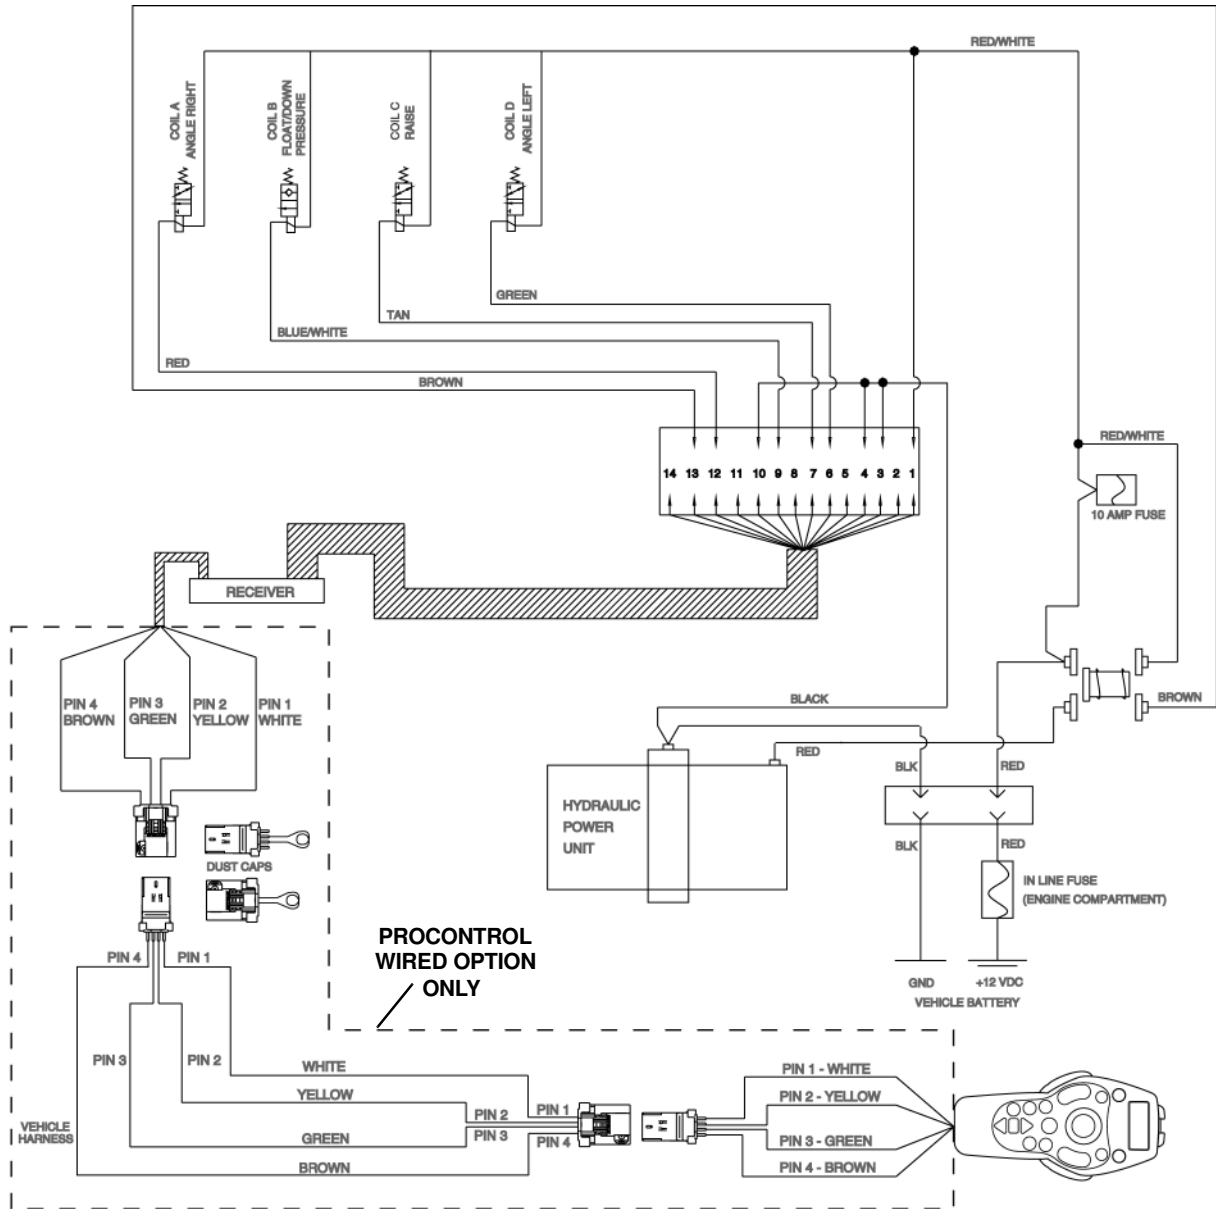 RED/WHITE
COIL A
ANGLE RIGHT
COIL B
FLOAT/DOWN
PRESSURE
COIL C
RAISE
COIL D
ANGLE LEFT
GREEN
TAN
BLUE/WHITE
RED
BROWN
RED/WHITE
14 13 12 11 10 9 8 7 6 5 4 3 2 1
10 AMP FUSE
RECEIVER
PIN 4
BROWN
PIN 3
GREEN
PIN 2
YELLOW
PIN 1
WHITE
BLACK
BROWN
RED
BLK
RED
HYDRAULIC
POWER
UNIT
BLK
RED
DUST CAPS
IN LINE FUSE
(ENGINE COMPARTMENT)
PROCONTROL
WIRED OPTION
ONLY
PIN 4
PIN 1
GND
+12 VDC
VEHICLE BATTERY
PIN 3
PIN 2
WHITE
YELLOW
GREEN
BROWN
VEHICLE
HARNESS
PIN 2
PIN 3
PIN 1
PIN 4
PIN 1 - WHITE
PIN 2 - YELLOW
PIN 3 - GREEN
PIN 4 - BROWN